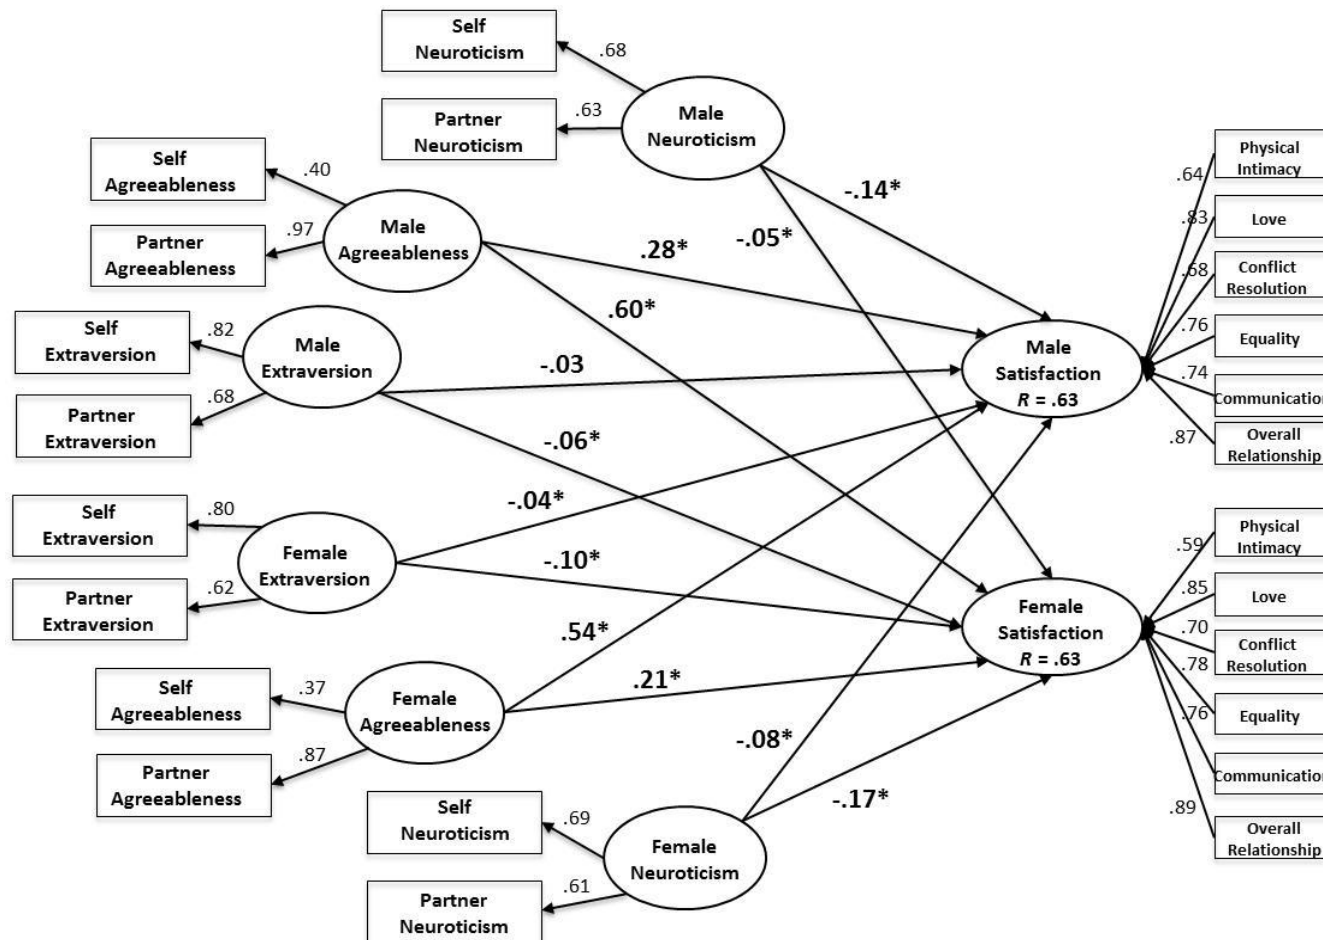 Self
Neuroticism
.68
Partner
Neuroticism
.63
Male
Neuroticism
Self
Agreeableness
.40
Partner
Agreeableness
.97
Male
Agreeableness
Self
Extraversion
.82
Partner
Extraversion
.68
Male
Extraversion
Self
Extraversion
.80
Partner
Extraversion
.62
Female
Extraversion
Self
Agreeableness
.37
Partner
Agreeableness
.87
Female
Agreeableness
Self
Neuroticism
.69
Partner
Neuroticism
.61
Female
Neuroticism
-.14*
-.05*
.28*
.60*
-.03
-.06*
-.04*
-.10*
.54*
.21*
-.08*
-.17*
Male
Satisfaction
R = .63
Female
Satisfaction
R = .63
Physical
Intimacy
.64
Love
.83
Conflict
Resolution
.68
Equality
.76
Communication
.74
Overall
Relationship
.87
Physical
Intimacy
.59
Love
.85
Conflict
Resolution
.70
Equality
.78
Communication
.76
Overall
Relationship
.89